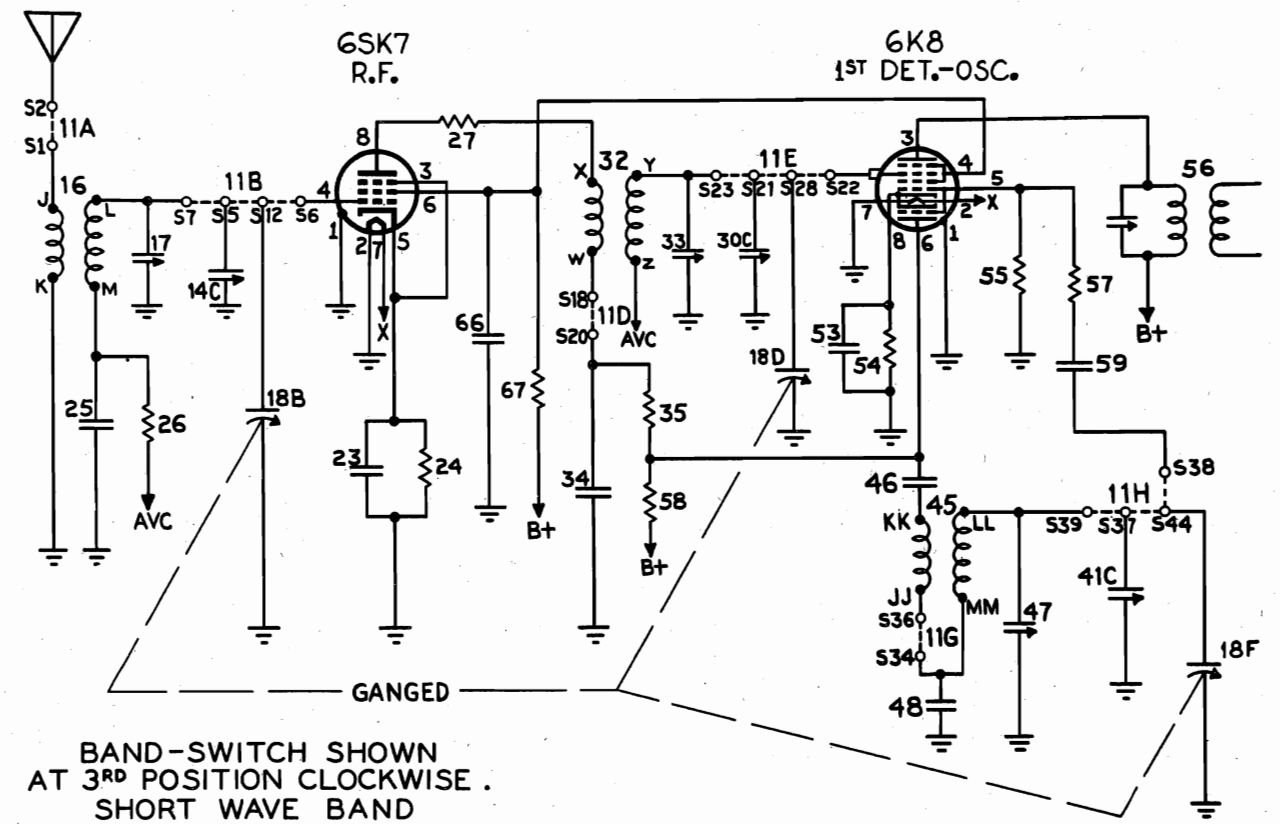 6SK7
R.F.
6K8
1ST DET.-OSC.
S2
11A
S1
J
16
K
L
M
17
S7
11B
S5
S12
S6
14C
18B
25
26
AVC
8
4
3
6
1
2
7
5
X
27
23
24
66
67
B+
X
32
Y
W
Z
S18
11D
S20
AVC
34
35
58
B+
33
S23
11E
S21
S28
S22
30C
18D
3
4
5
2
X
7
8
6
1
53
54
55
57
59
56
B+
46
45
KK
LL
JJ
MM
S36
11G
S34
48
47
S39
11H
S37
S44
S38
41C
18F
GANGED
BAND-SWITCH SHOWN
AT 3RD POSITION CLOCKWISE.
SHORT WAVE BAND